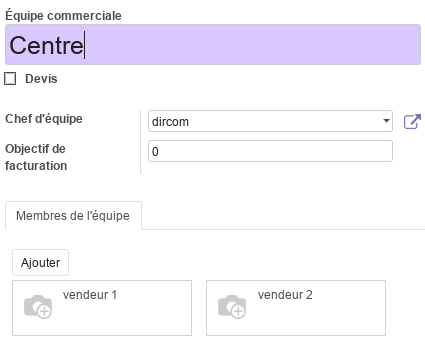 Équipe commerciale
Centre
Devis
Chef d'équipe
dircom
Objectif de
facturation
0
Membres de l'équipe
Ajouter
vendeur 1
vendeur 2